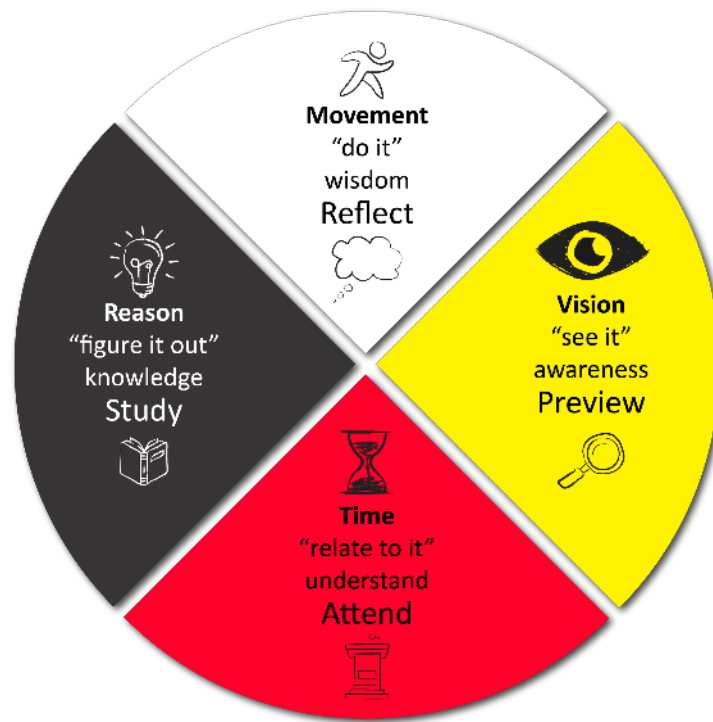 Movement
“do it”
wisdom
Reflect
Vision
“see it”
awareness
Preview
Time
“relate to it”
understand
Attend
Reason
“figure it out”
knowledge
Study